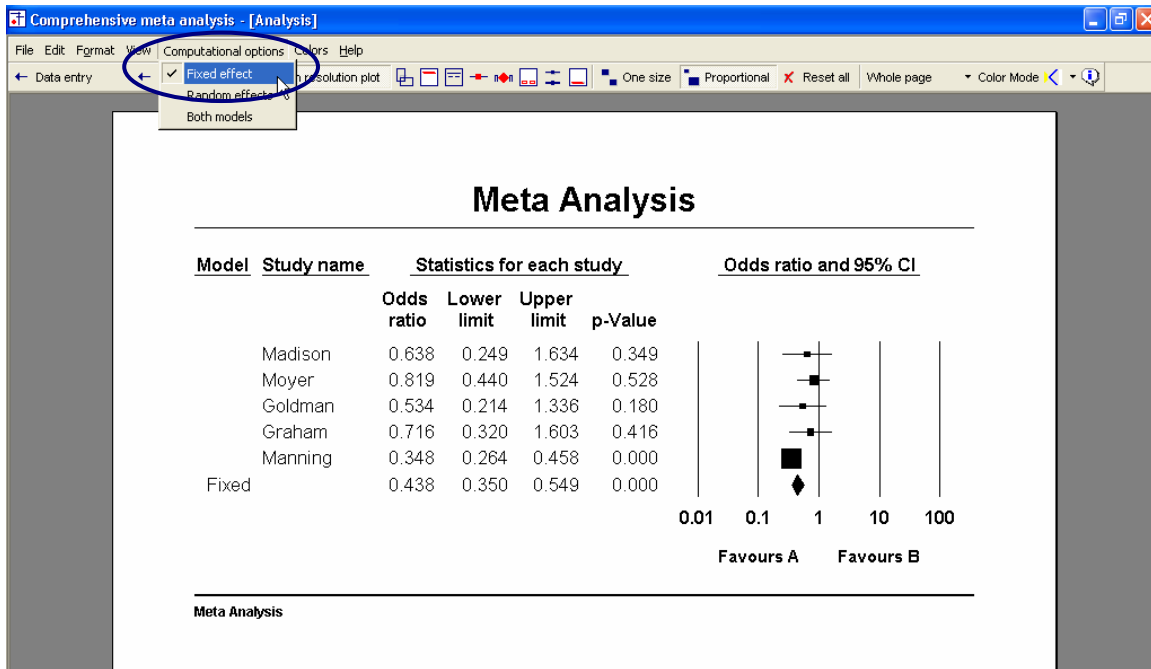 Comprehensive meta analysis - [Analysis]
File Edit Format View Computational options Colors Help
← Data entry ← resolution plot One size Proportional Reset all Whole page Color Mode
Fixed effect
Random effects
Both models
Meta Analysis
Model Study name Statistics for each study Odds ratio and 95% CI
Odds Lower Upper
ratio limit limit p-Value
Madison 0.638 0.249 1.634 0.349
Moyer 0.819 0.440 1.524 0.528
Goldman 0.534 0.214 1.336 0.180
Graham 0.716 0.320 1.603 0.416
Manning 0.348 0.264 0.458 0.000
Fixed 0.438 0.350 0.549 0.000
0.01 0.1 1 10 100
Favours A Favours B
Meta Analysis